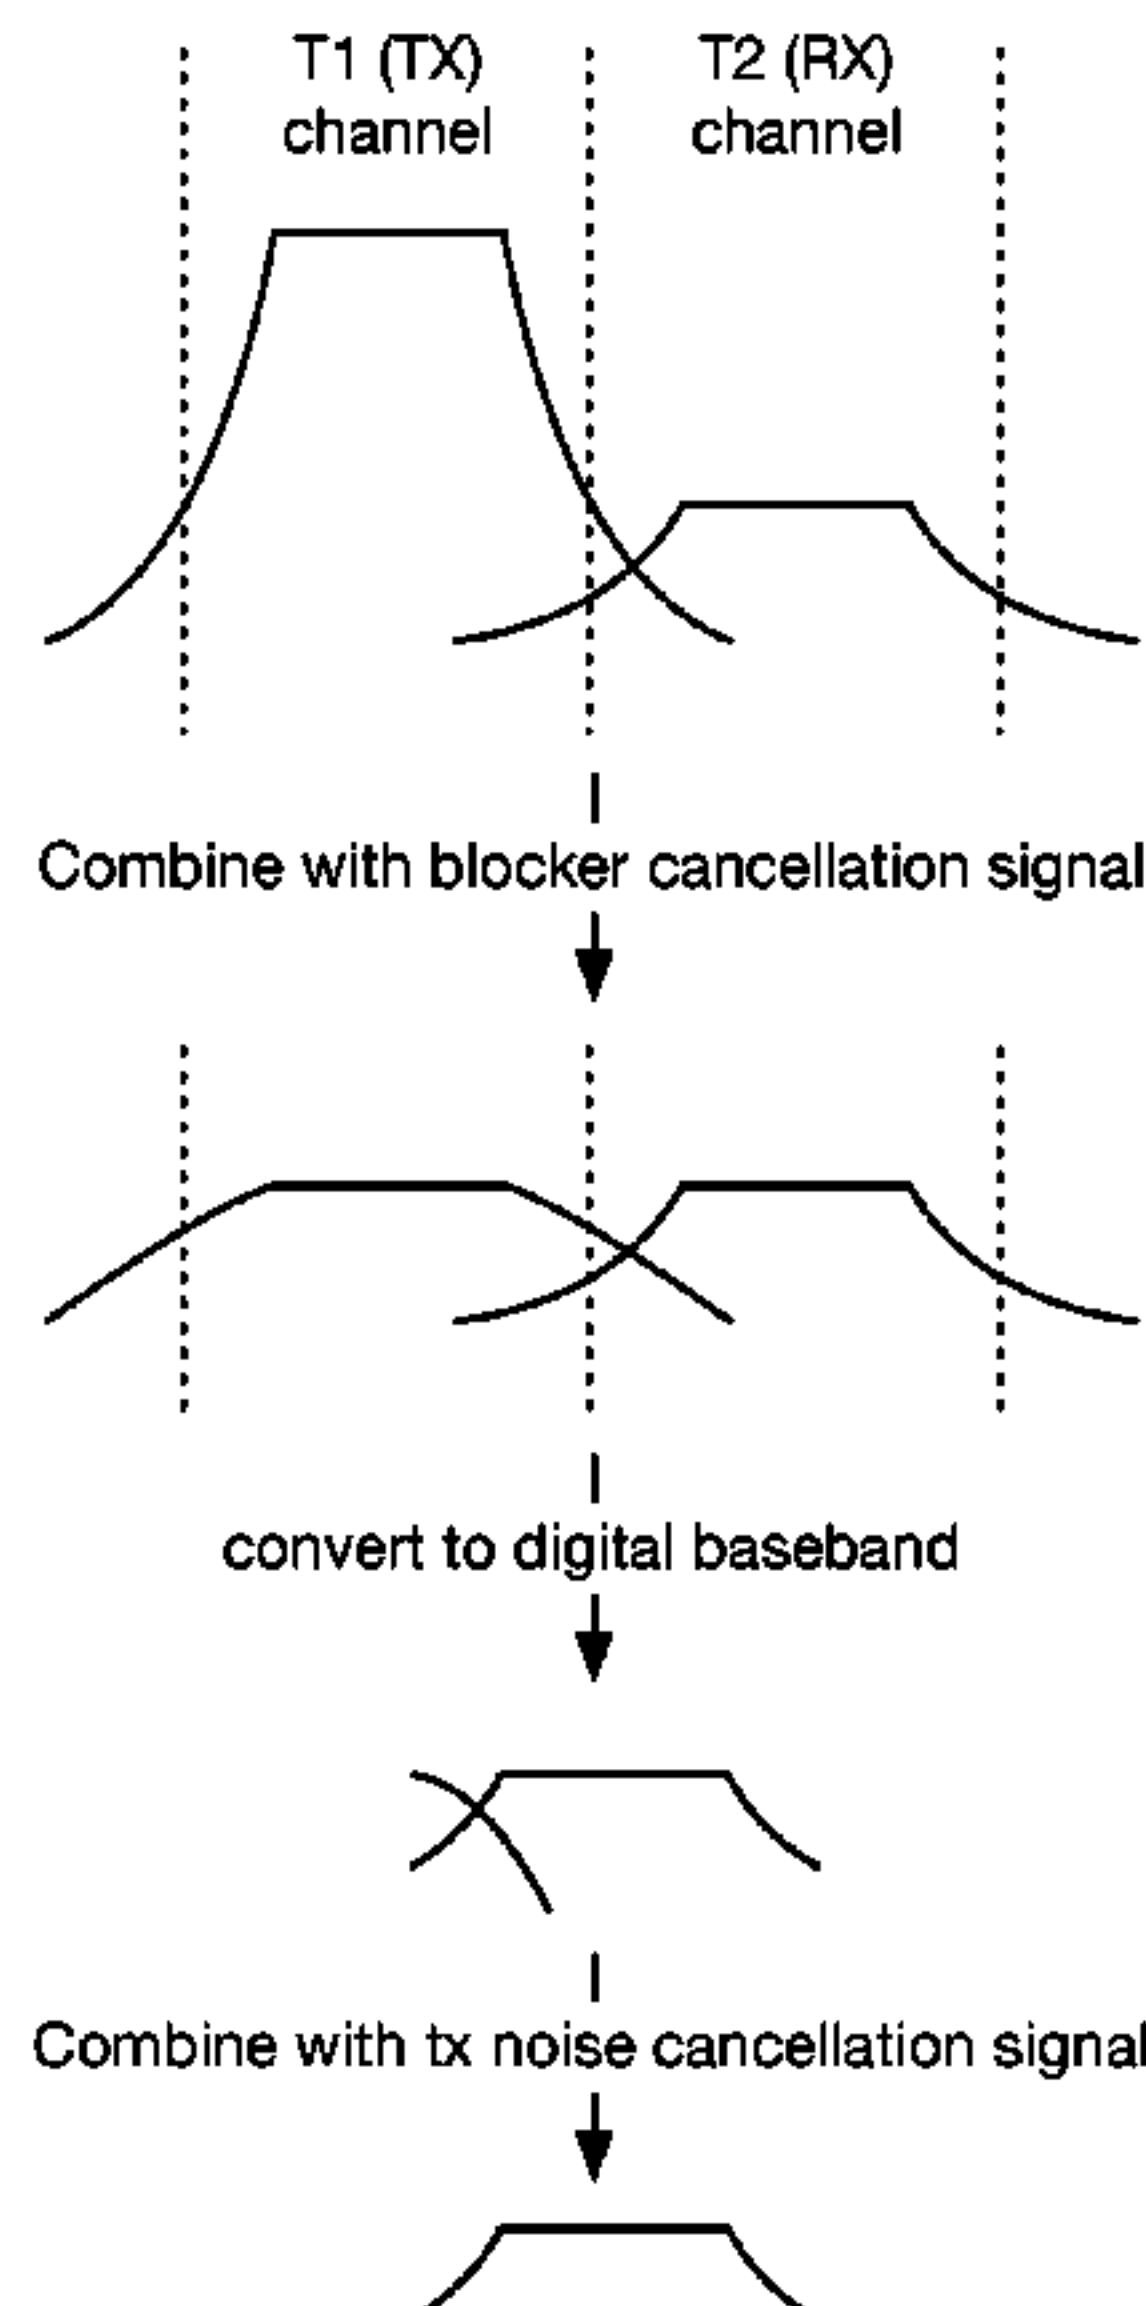 T1 (TX) T2 (RX)
channel channel
Combine with blocker cancellation signal
convert to digital baseband
Combine with tx noise cancellation signal